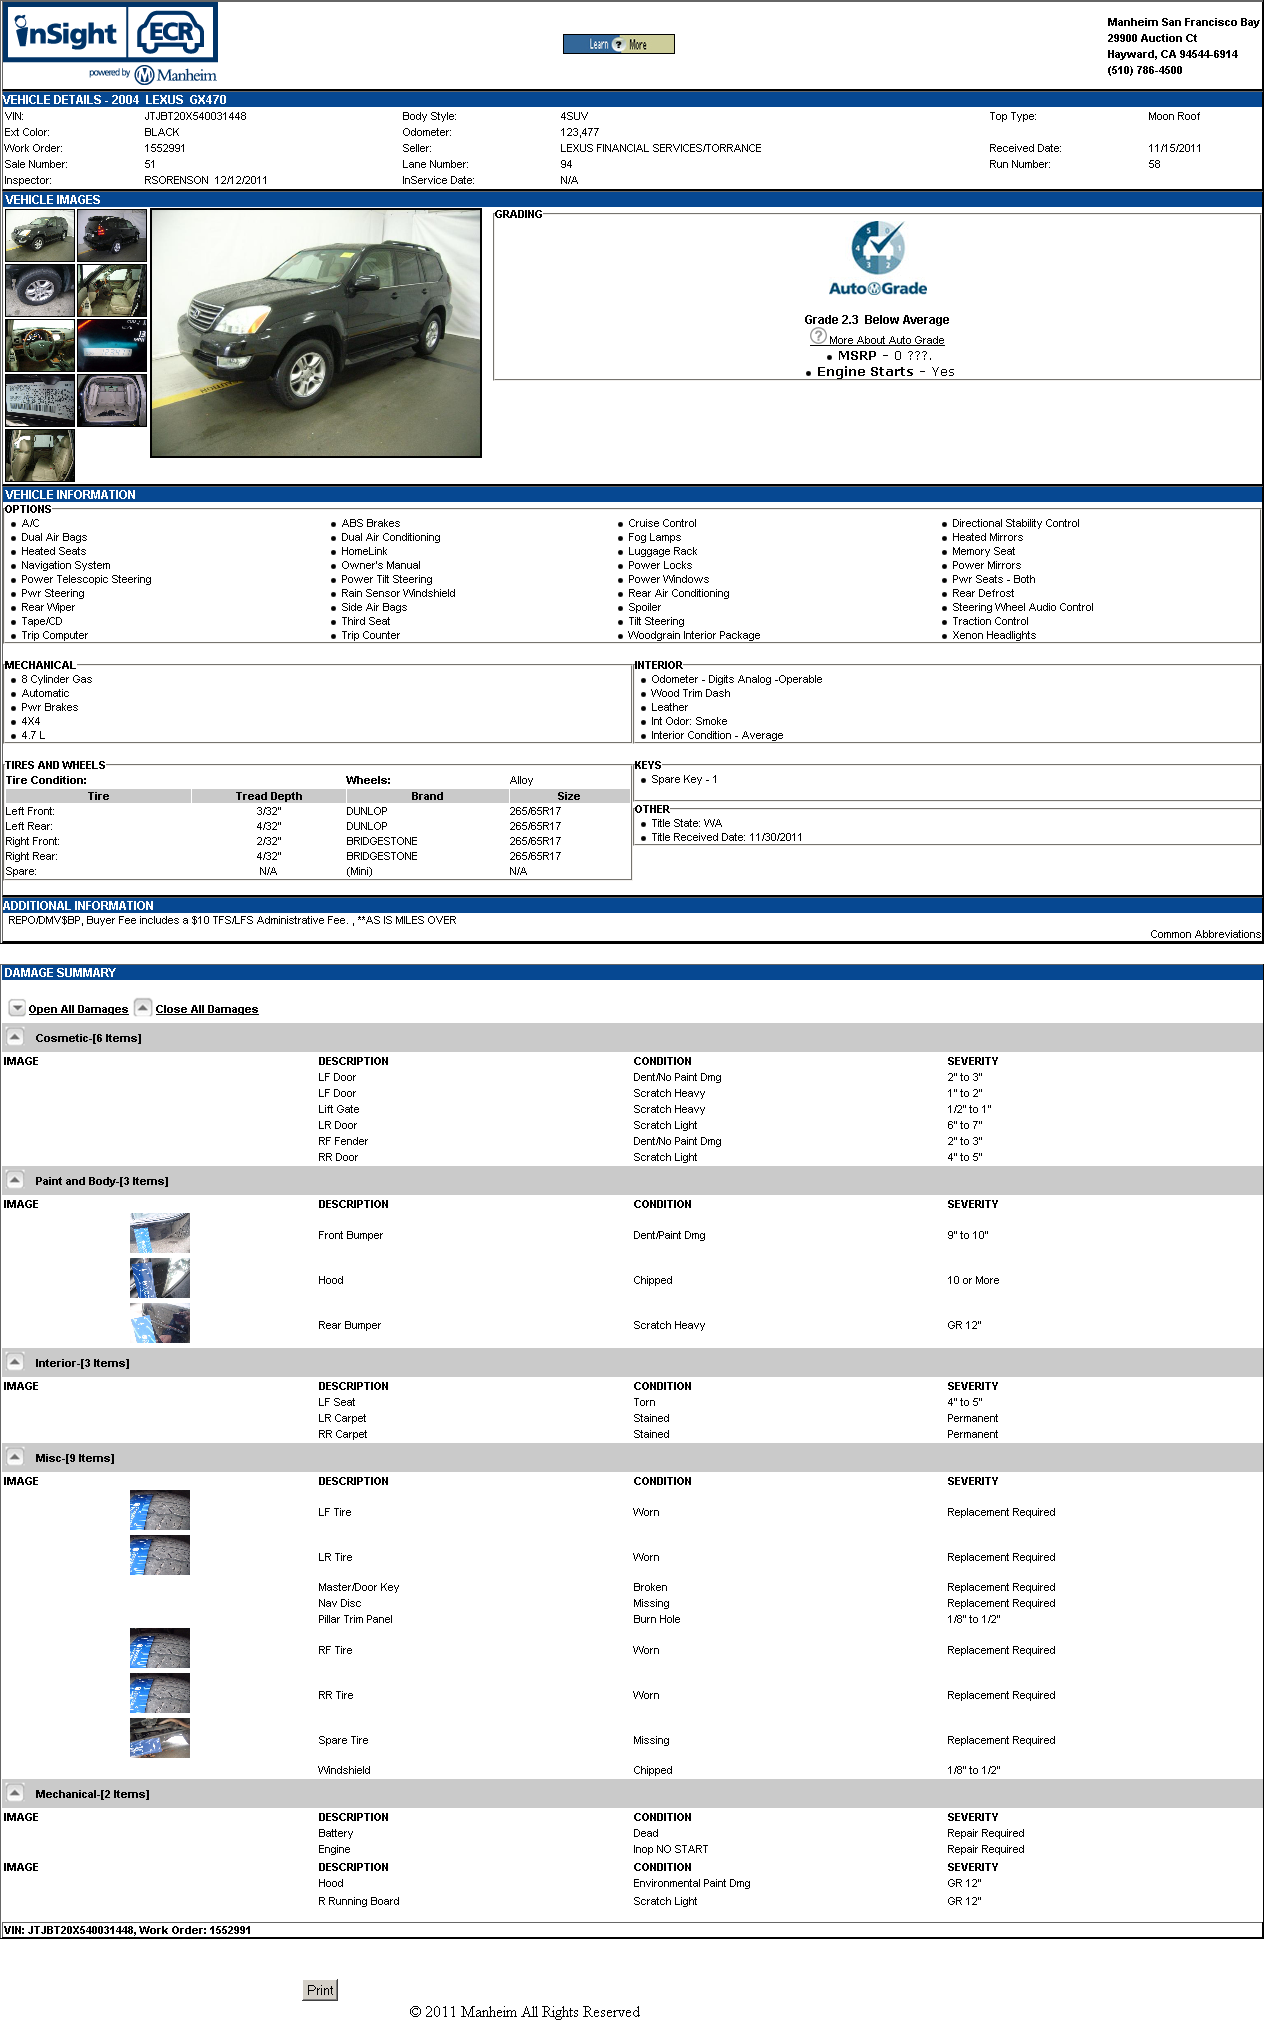 inSight ECR
powered by Manheim
Learn ? More
Manheim San Francisco Bay
29900 Auction Ct
Hayward, CA 94544-6914
(510) 786-4500
VEHICLE DETAILS - 2004 LEXUS GX470
VIN: JTJBT20X540031448 Body Style: 4SUV Top Type: Moon Roof
Ext Color: BLACK Odometer: 123,477
Work Order: 1552991 Seller: LEXUS FINANCIAL SERVICES/TORRANCE Received Date: 11/15/2011
Sale Number: 51 Lane Number: 94 Run Number: 58
Inspector: RSORENSON 12/12/2011 InService Date: N/A
VEHICLE IMAGES
GRADING
5 4 3 2 1 0
AutoGrade
Grade 2.3 Below Average
? More About Auto Grade
• MSRP - 0 ???.
• Engine Starts - Yes
VEHICLE INFORMATION
OPTIONS
• A/C • ABS Brakes • Cruise Control • Directional Stability Control
• Dual Air Bags • Dual Air Conditioning • Fog Lamps • Heated Mirrors
• Heated Seats • HomeLink • Luggage Rack • Memory Seat
• Navigation System • Owner's Manual • Power Locks • Power Mirrors
• Power Telescopic Steering • Power Tilt Steering • Power Windows • Pwr Seats - Both
• Pwr Steering • Rain Sensor Windshield • Rear Air Conditioning • Rear Defrost
• Rear Wiper • Side Air Bags • Spoiler • Steering Wheel Audio Control
• Tape/CD • Third Seat • Tilt Steering • Traction Control
• Trip Computer • Trip Counter • Woodgrain Interior Package • Xenon Headlights
MECHANICAL
• 8 Cylinder Gas
• Automatic
• Pwr Brakes
• 4X4
• 4.7 L
INTERIOR
• Odometer - Digits Analog -Operable
• Wood Trim Dash
• Leather
• Int Odor: Smoke
• Interior Condition - Average
TIRES AND WHEELS
Tire Condition: Wheels: Alloy
Tire Tread Depth Brand Size
Left Front: 3/32" DUNLOP 265/65R17
Left Rear: 4/32" DUNLOP 265/65R17
Right Front: 2/32" BRIDGESTONE 265/65R17
Right Rear: 4/32" BRIDGESTONE 265/65R17
Spare: N/A (Mini) N/A
KEYS
• Spare Key - 1
OTHER
• Title State: WA
• Title Received Date: 11/30/2011
ADDITIONAL INFORMATION
REPO/DMV$BP, Buyer Fee includes a $10 TFS/LFS Administrative Fee. , **AS IS MILES OVER
Common Abbreviations
DAMAGE SUMMARY
Open All Damages Close All Damages
Cosmetic-[6 Items]
IMAGE DESCRIPTION CONDITION SEVERITY
LF Door Dent/No Paint Dmg 2" to 3"
LF Door Scratch Heavy 1" to 2"
Lift Gate Scratch Heavy 1/2" to 1"
LR Door Scratch Light 6" to 7"
RF Fender Dent/No Paint Dmg 2" to 3"
RR Door Scratch Light 4" to 5"
Paint and Body-[3 Items]
IMAGE DESCRIPTION CONDITION SEVERITY
Front Bumper Dent/Paint Dmg 9" to 10"
Hood Chipped 10 or More
Rear Bumper Scratch Heavy GR 12"
Interior-[3 Items]
IMAGE DESCRIPTION CONDITION SEVERITY
LF Seat Torn 4" to 5"
LR Carpet Stained Permanent
RR Carpet Stained Permanent
Misc-[9 Items]
IMAGE DESCRIPTION CONDITION SEVERITY
LF Tire Worn Replacement Required
LR Tire Worn Replacement Required
Master/Door Key Broken Replacement Required
Nav Disc Missing Replacement Required
Pillar Trim Panel Burn Hole 1/8" to 1/2"
RF Tire Worn Replacement Required
RR Tire Worn Replacement Required
Spare Tire Missing Replacement Required
Windshield Chipped 1/8" to 1/2"
Mechanical-[2 Items]
IMAGE DESCRIPTION CONDITION SEVERITY
Battery Dead Repair Required
Engine Inop NO START Repair Required
IMAGE DESCRIPTION CONDITION SEVERITY
Hood Environmental Paint Dmg GR 12"
R Running Board Scratch Light GR 12"
VIN: JTJBT20X540031448, Work Order: 1552991
Print
© 2011 Manheim All Rights Reserved